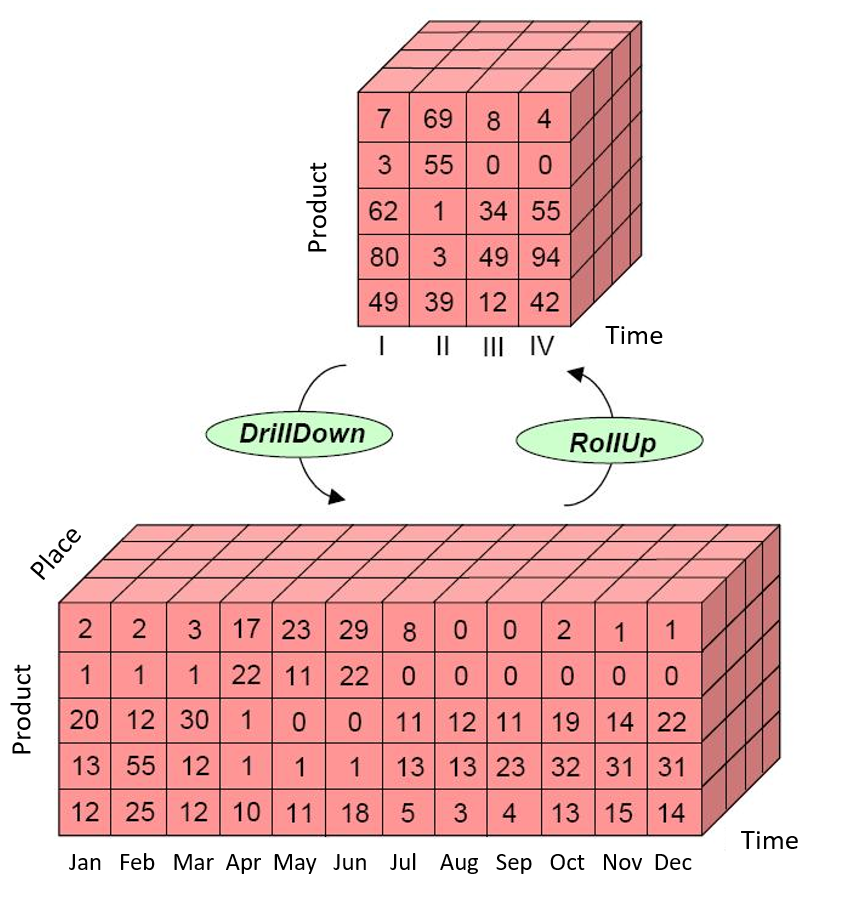 7 69 8 4
3 55 0 0
62 1 34 55
Product
80 3 49 94
49 39 12 42
Time
I II III IV
DrillDown
RollUp
Place
2 2 3 17 23 29 8 0 0 2 1 1
1 1 1 22 11 22 0 0 0 0 0 0
Product
20 12 30 1 0 0 11 12 11 19 14 22
13 55 12 1 1 1 13 13 23 32 31 31
12 25 12 10 11 18 5 3 4 13 15 14
Time
Jan Feb Mar Apr May Jun Jul Aug Sep Oct Nov Dec